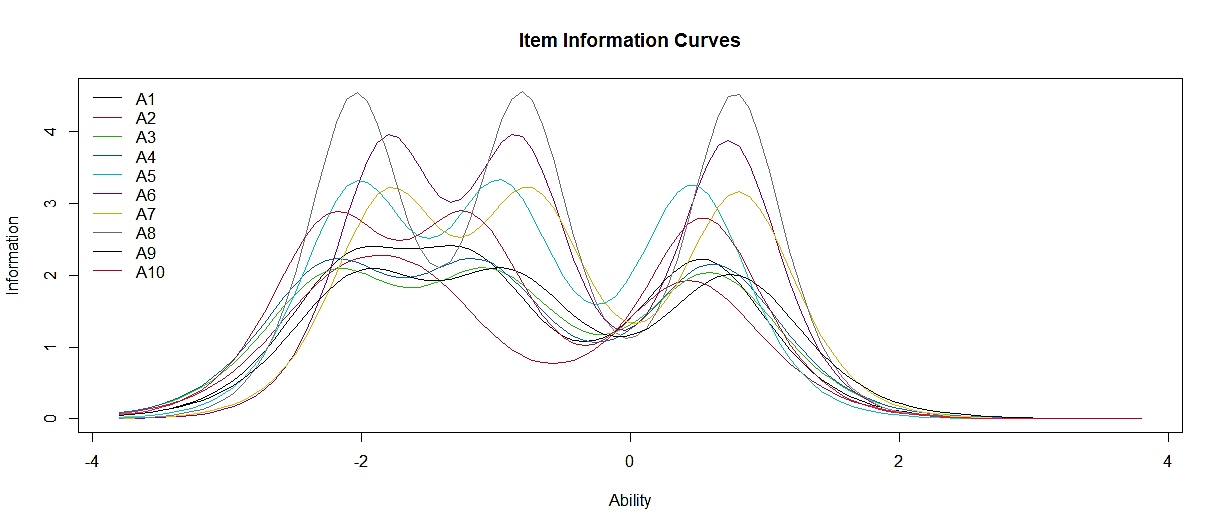 Item Information Curves
A1
A2
A3
A4
A5
A6
A7
A8
A9
A10
Information
0
1
2
3
4
-4
-2
0
2
4
Ability